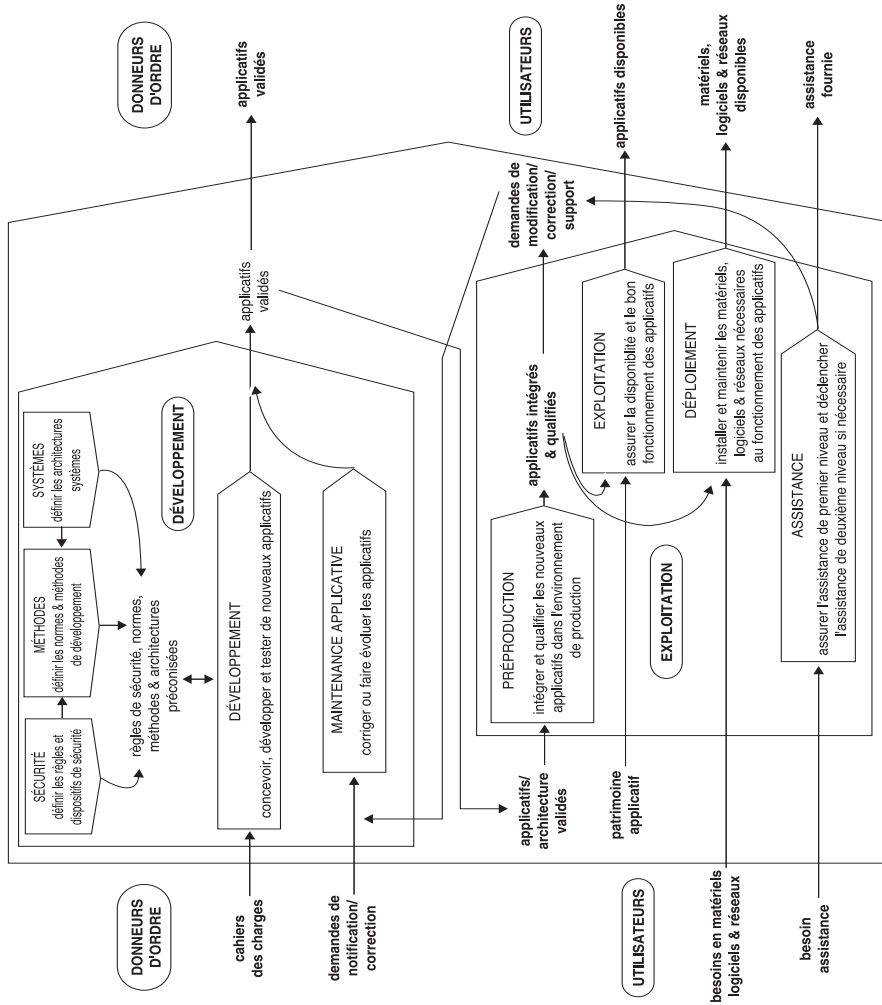 DONNEURS
D'ORDRE
cahiers
des charges
demandes de
notification/
correction
SÉCURITÉ
définir les règles et
dispositifs de sécurité
MÉTHODES
définir les normes & méthodes
de développement
SYSTÈMES
définir les architectures
systèmes
règles de sécurité, normes,
méthodes & architectures
préconisées
DÉVELOPPEMENT
DÉVELOPPEMENT
concevoir, développer et tester de nouveaux applicatifs
MAINTENANCE APPLICATIVE
corriger ou faire évoluer les applicatifs
applicatifs
validés
DONNEURS
D'ORDRE
applicatifs
validés
UTILISATEURS
besoins en matériels
logiciels & réseaux
besoin
assistance
applicatifs/
architecture
validés
patrimoine
applicatif
PRÉPRODUCTION
intégrer et qualifier les nouveaux
applicatifs dans l'environnement
de production
EXPLOITATION
applicatifs intégrés
& qualifiés
EXPLOITATION
assurer la disponiblité et le bon
fonctionnement des applicatifs
DÉPLOIEMENT
installer et maintenir les matériels,
logiciels & réseaux nécessaires
au fonctionnement des applicatifs
ASSISTANCE
assurer l'assistance de premier niveau et déclencher
l'assistance de deuxième niveau si nécessaire
demandes de
modification/
correction/
support
UTILISATEURS
applicatifs disponibles
matériels,
logiciels & réseaux
disponibles
assistance
fournie